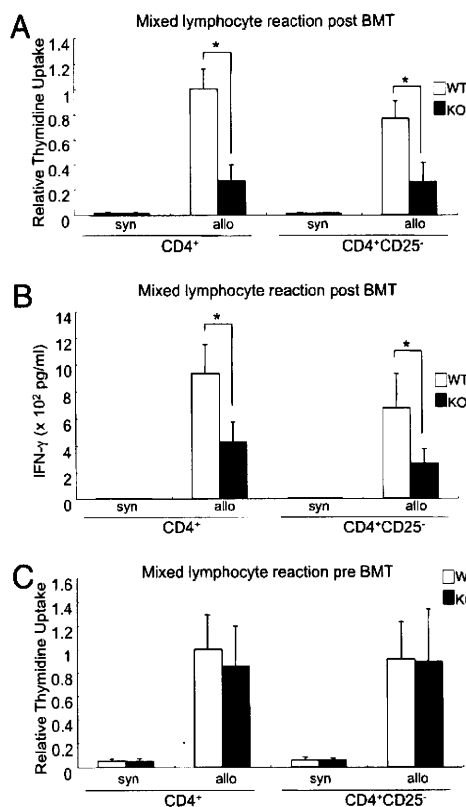 A
Mixed lymphocyte reaction post BMT
Relative Thymidine Uptake
1.4
1.2
1
0.8
0.6
0.4
0.2
0
*
*
WT
KO
syn
allo
syn
allo
CD4⁺
CD4⁺CD25⁻
B
Mixed lymphocyte reaction post BMT
IFN-γ (x 10² pg/ml)
14
12
10
8
6
4
2
0
*
*
WT
KO
syn
allo
syn
allo
CD4⁺
CD4⁺CD25⁻
C
Mixed lymphocyte reaction pre BMT
Relative Thymidine Uptake
1.6
1.4
1.2
1
0.8
0.6
0.4
0.2
0
syn
allo
syn
allo
CD4⁺
CD4⁺CD25⁻